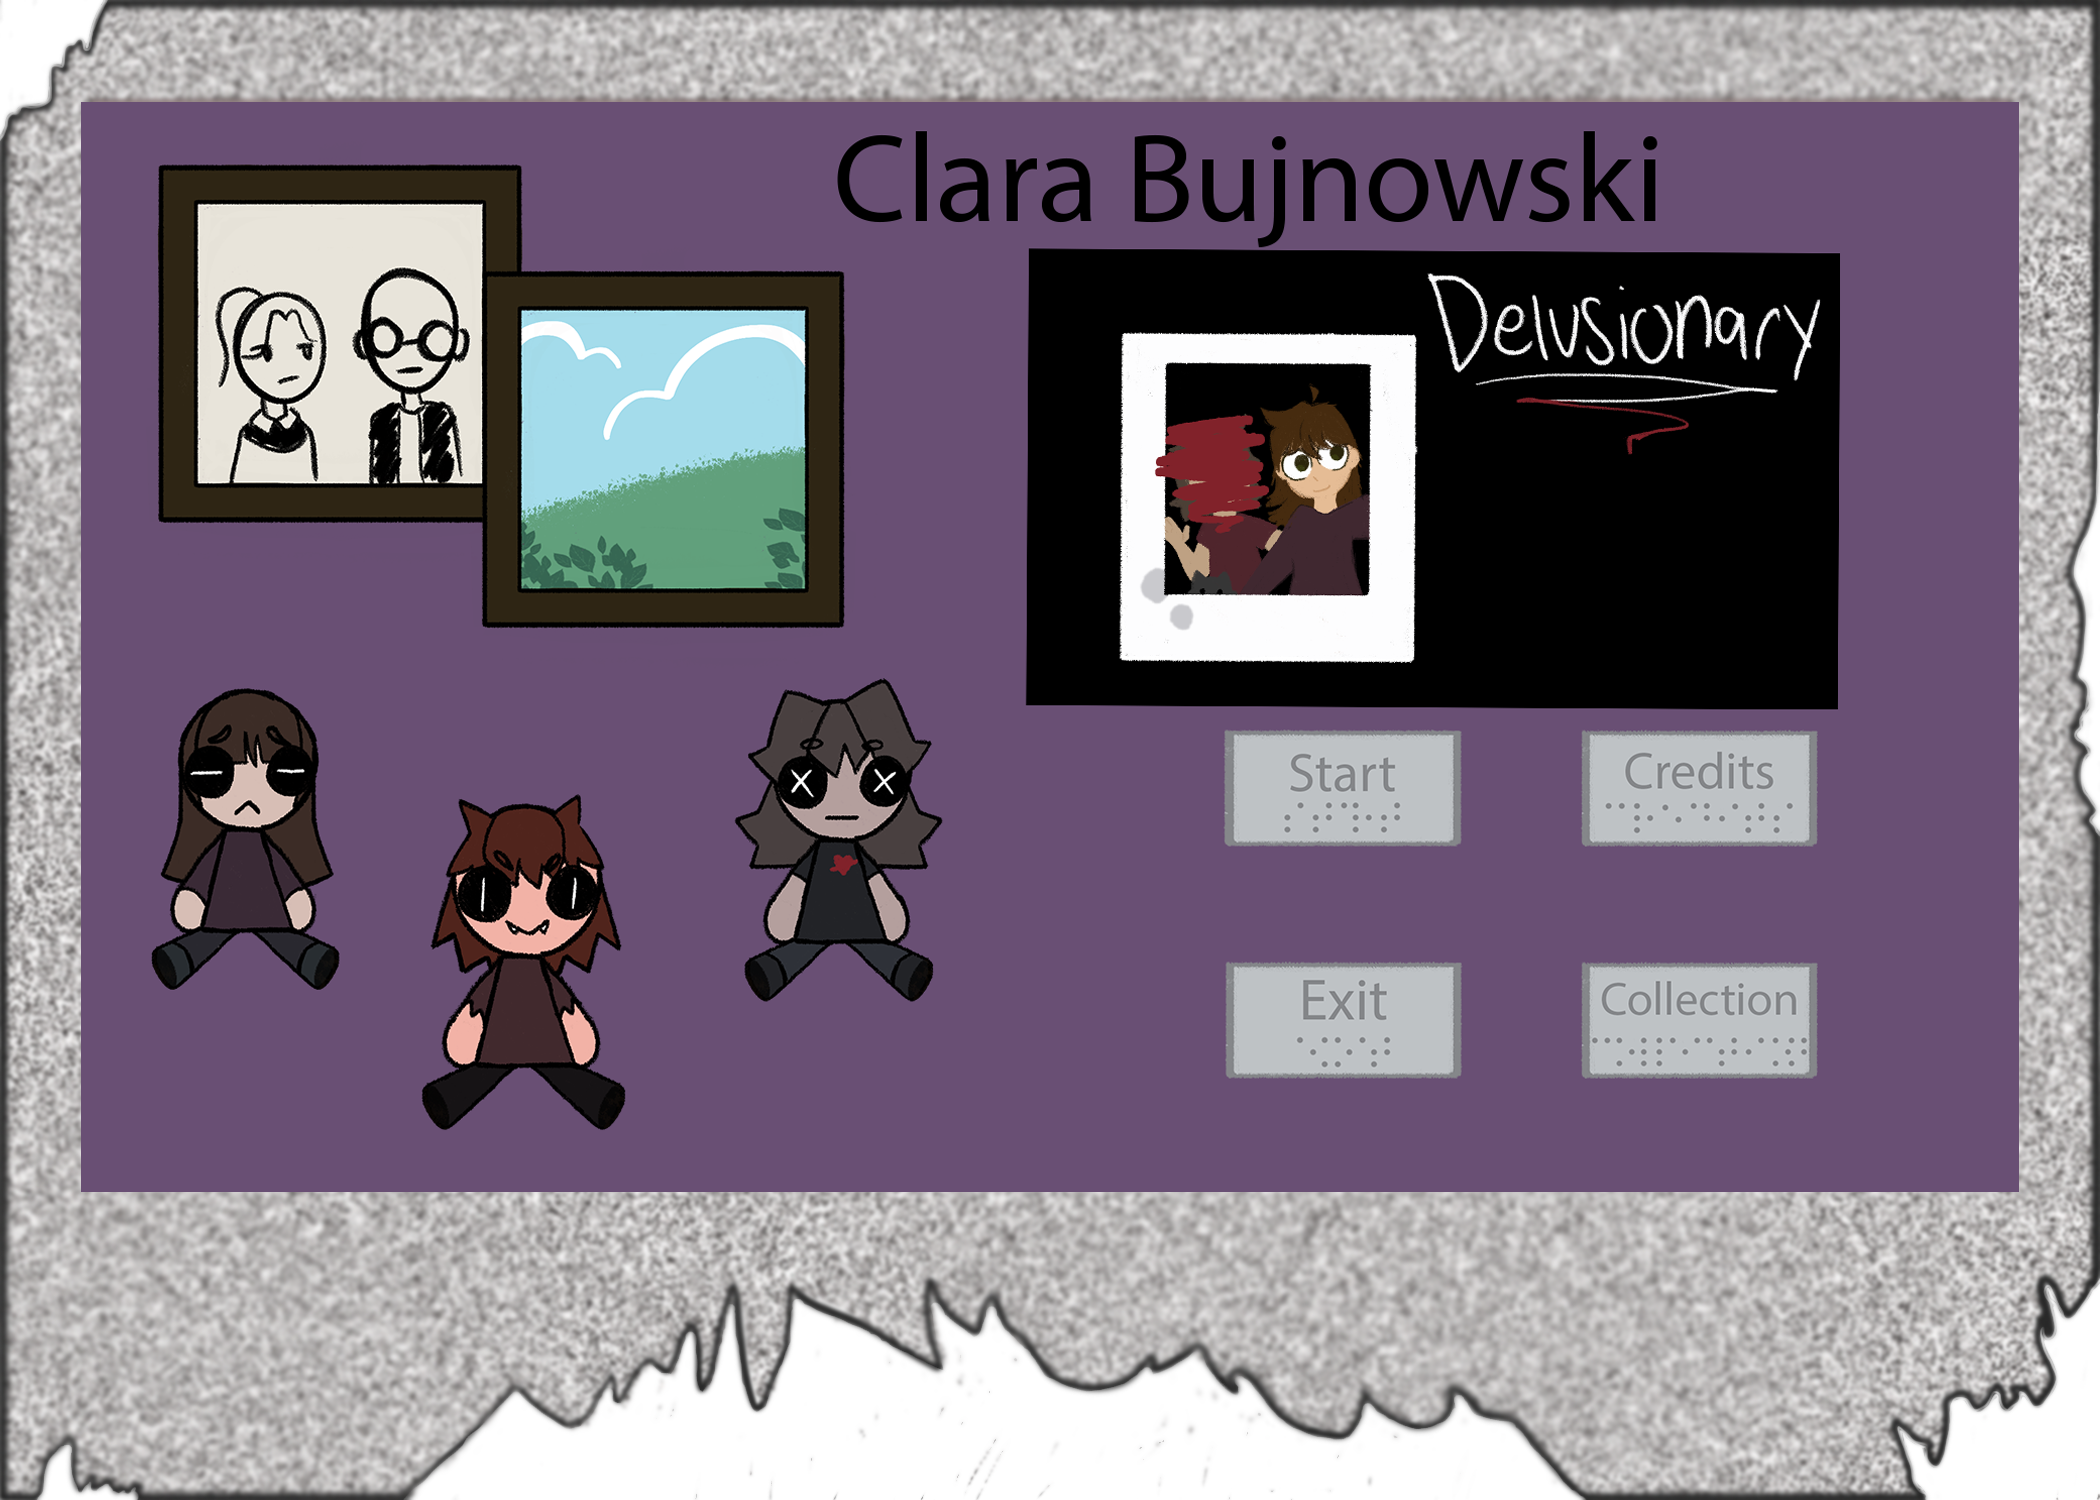 Clara Bujnowski
Delusionary
Start
Credits
Exit
Collection